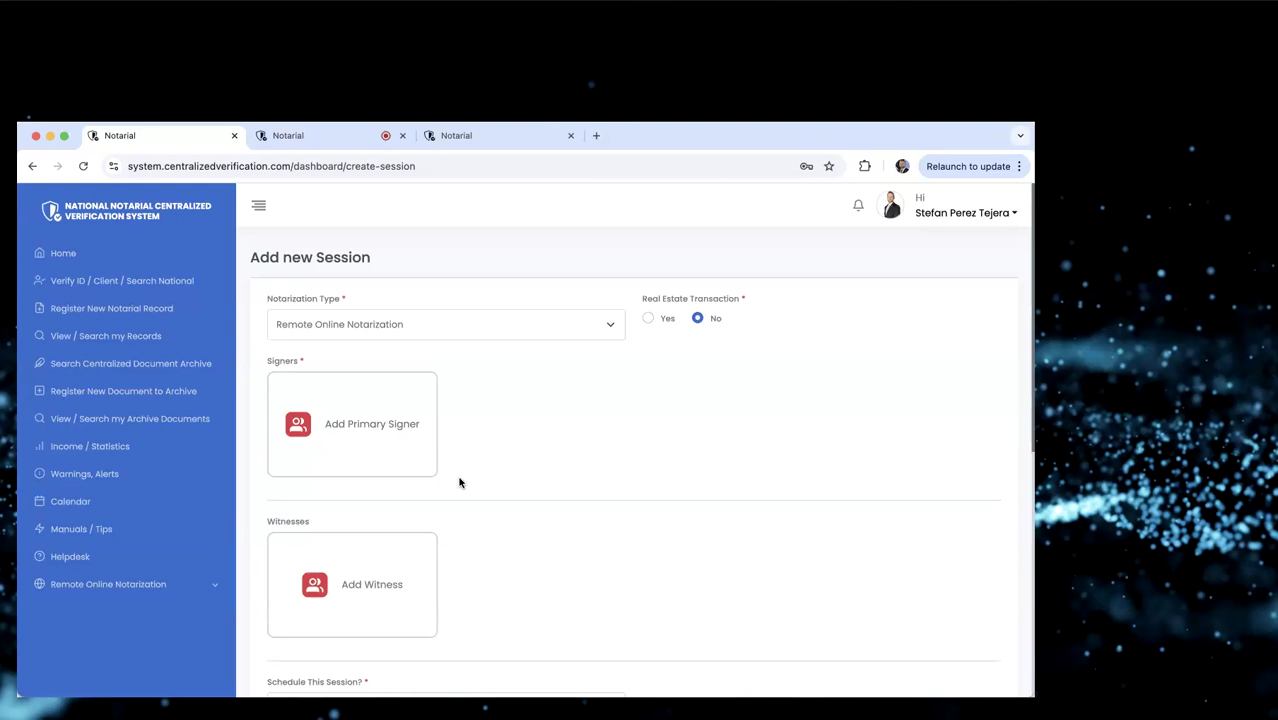 Notarial
Notarial
Notarial
system.centralizedverification.com/dashboard/create-session
Relaunch to update
NATIONAL NOTARIAL CENTRALIZED
VERIFICATION SYSTEM
Hi
Stefan Perez Tejera
Home
Verify ID / Client / Search National
Register New Notarial Record
View / Search my Records
Search Centralized Document Archive
Register New Document to Archive
View / Search my Archive Documents
Income / Statistics
Warnings, Alerts
Calendar
Manuals / Tips
Helpdesk
Remote Online Notarization
Add new Session
Notarization Type *
Real Estate Transaction *
Remote Online Notarization
Yes
No
Signers *
Add Primary Signer
Witnesses
Add Witness
Schedule This Session? *